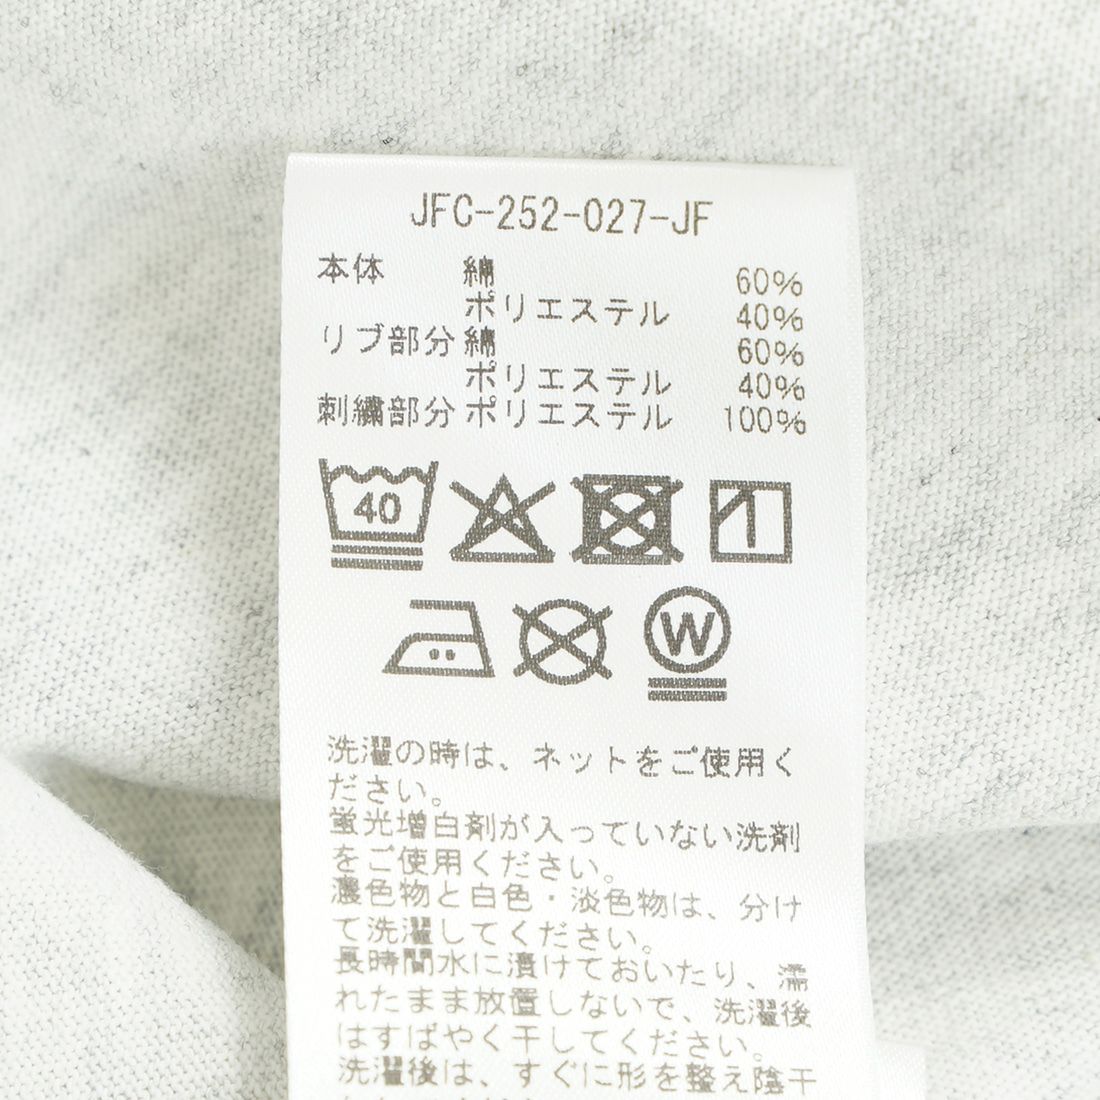 JFC-252-027-JF
本体 綿 60%
ポリエステル 40%
リブ部分 綿 60%
ポリエステル 40%
刺繍部分 ポリエステル 100%
40
W
洗濯の時は、ネットをご使用く
ださい。
蛍光増白剤が入っていない洗剤
をご使用ください。
濃色物と白色・淡色物は、分け
て洗濯してください。
長時間水に漬けておいたり、濡
れたまま放置しないで、洗濯後
はすばやく干してください。
洗濯後は、すぐに形を整え陰干